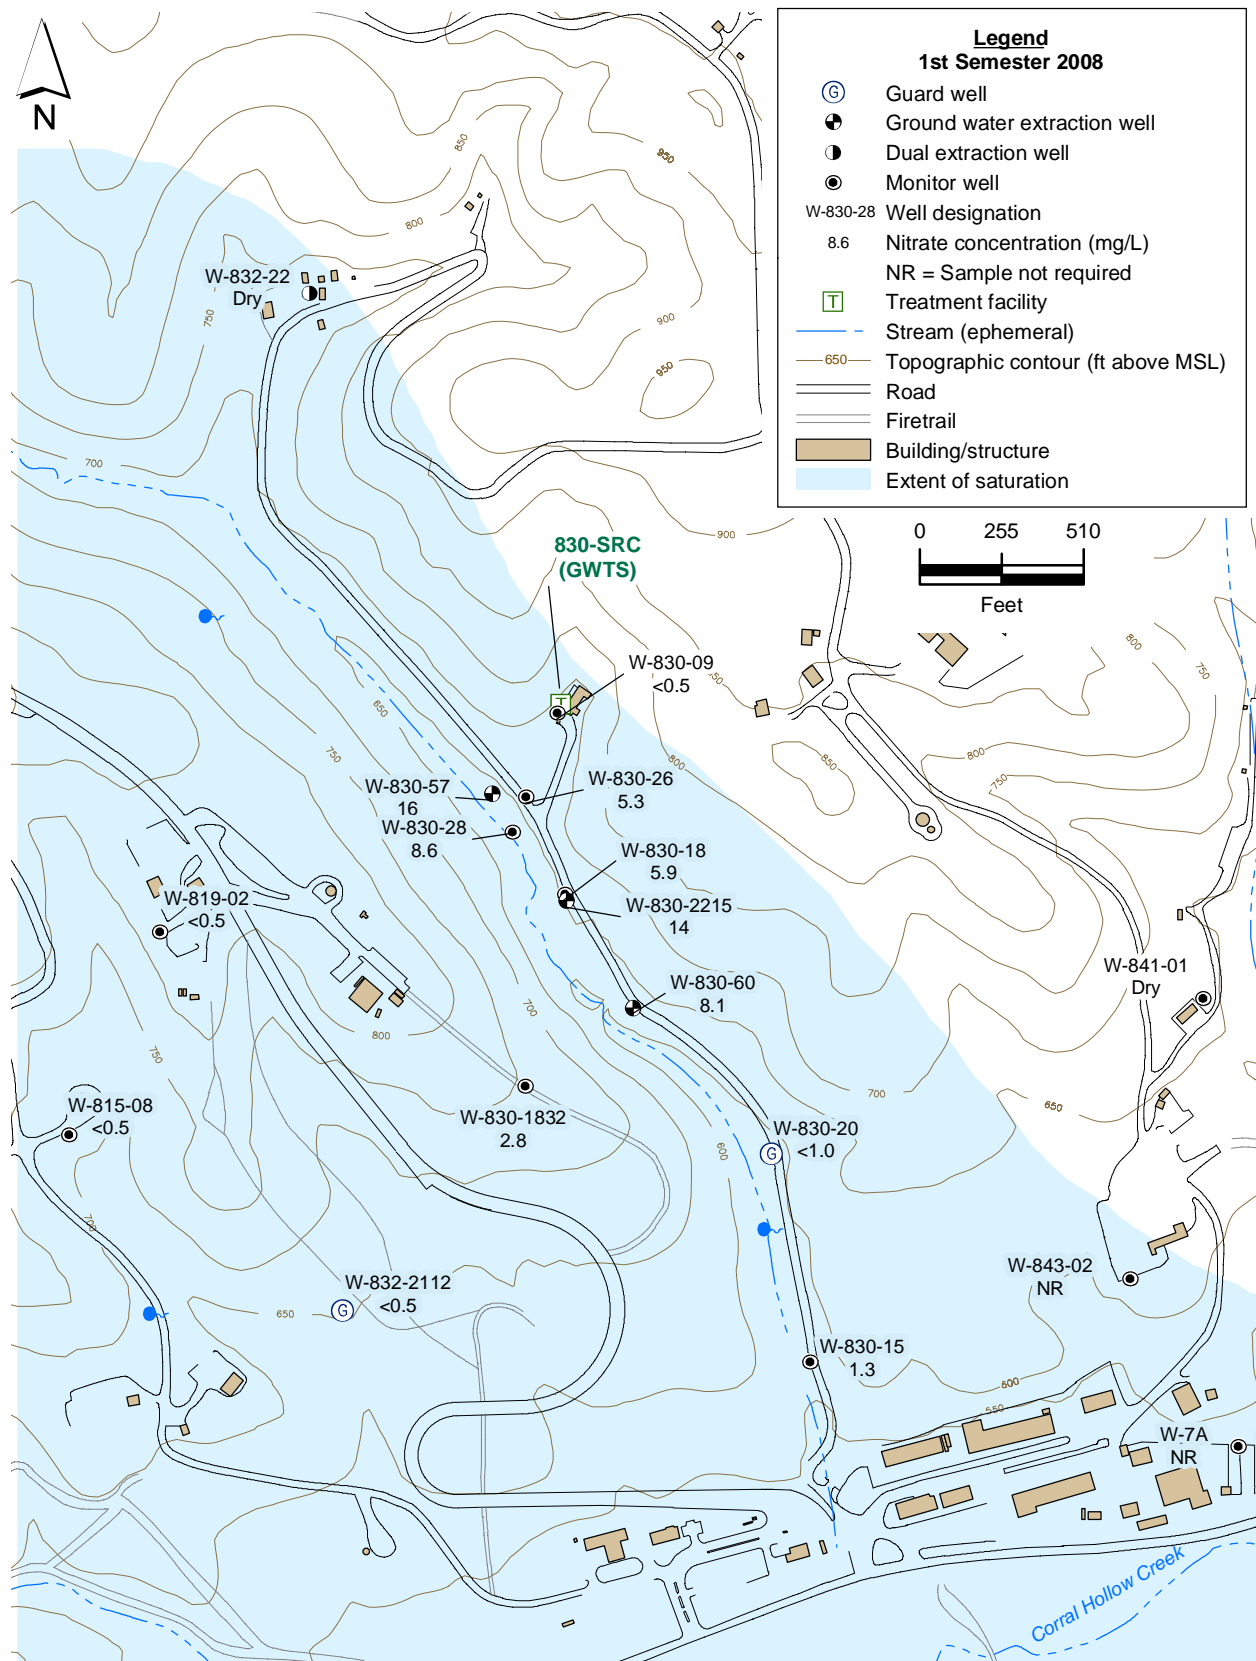 N
Legend
1st Semester 2008
G Guard well
Ground water extraction well
Dual extraction well
Monitor well
W-830-28 Well designation
8.6 Nitrate concentration (mg/L)
NR = Sample not required
T Treatment facility
Stream (ephemeral)
650 Topographic contour (ft above MSL)
Road
Firetrail
Building/structure
Extent of saturation
0 255 510
Feet
850
950
800
W-832-22
Dry
750
900
950
700
900
830-SRC
(GWTS)
800
750
W-830-09
<0.5
T
650
750
800
850
800
750
W-830-57
16
W-830-26
5.3
W-830-28
8.6
W-830-18
5.9
W-819-02
<0.5
W-830-2215
14
W-841-01
Dry
W-830-60
8.1
700
750
800
700
650
W-815-08
<0.5
W-830-1832
2.8
W-830-20
<1.0
G
600
700
W-843-02
NR
W-832-2112
<0.5
G
650
W-830-15
1.3
600
550
W-7A
NR
Corral Hollow Creek